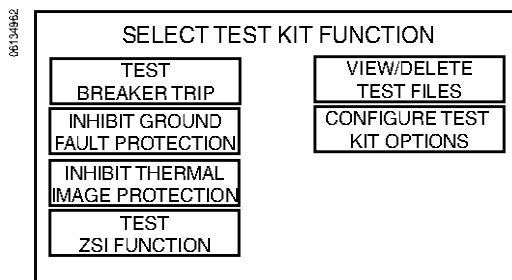 06134962
SELECT TEST KIT FUNCTION
TEST
BREAKER TRIP
INHIBIT GROUND
FAULT PROTECTION
INHIBIT THERMAL
IMAGE PROTECTION
TEST
ZSI FUNCTION
VIEW/DELETE
TEST FILES
CONFIGURE TEST
KIT OPTIONS